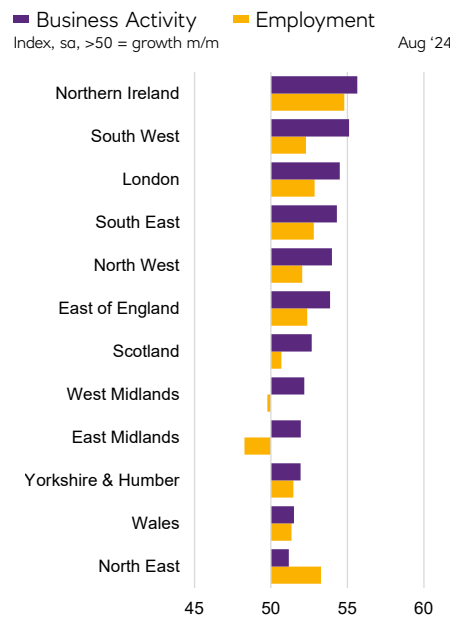 Business Activity Employment
Index, sa, >50 = growth m/m Aug ‘24
Northern Ireland
South West
London
South East
North West
East of England
Scotland
West Midlands
East Midlands
Yorkshire & Humber
Wales
North East
45 50 55 60